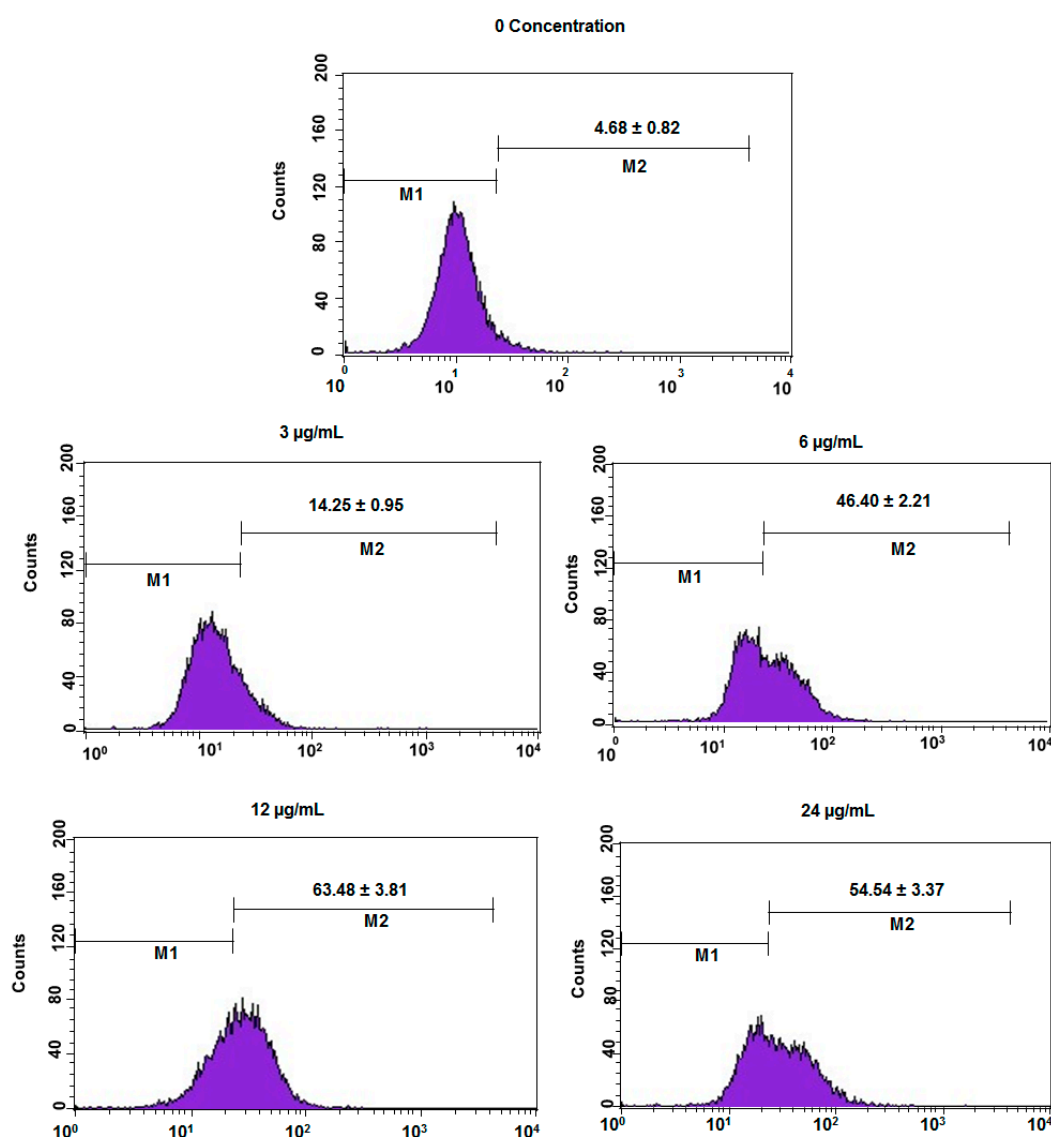 0 Concentration
200
160
120
80
40
0
Counts
4.68 ± 0.82
M1
M2
10^0
10^1
10^2
10^3
10^4
3 µg/mL
200
160
120
80
40
0
Counts
14.25 ± 0.95
M1
M2
10^0
10^1
10^2
10^3
10^4
6 µg/mL
200
160
120
80
40
0
Counts
46.40 ± 2.21
M1
M2
10^0
10^1
10^2
10^3
10^4
12 µg/mL
200
160
120
80
40
0
Counts
63.48 ± 3.81
M1
M2
10^0
10^1
10^2
10^3
10^4
24 µg/mL
200
160
120
80
40
0
Counts
54.54 ± 3.37
M1
M2
10^0
10^1
10^2
10^3
10^4